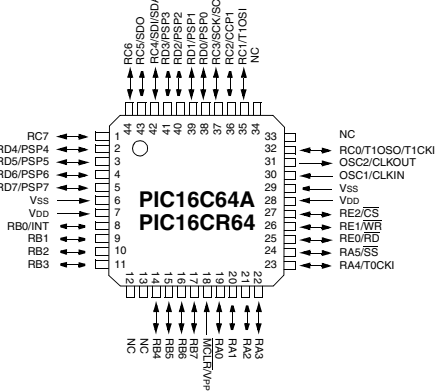 RC6
RC5/SDO
RC4/SDI/SDA
RD3/PSP3
RD2/PSP2
RD1/PSP1
RD0/PSP0
RC3/SCK/SC
RC2/CCP1
RC1/T1OSI
NC
44
43
42
41
40
39
38
37
36
35
34
RC7 1
RD4/PSP4 2
RD5/PSP5 3
RD6/PSP6 4
RD7/PSP7 5
VSS 6
VDD 7
RB0/INT 8
RB1 9
RB2 10
RB3 11
PIC16C64A
PIC16CR64
33 NC
32 RC0/T1OSO/T1CKI
31 OSC2/CLKOUT
30 OSC1/CLKIN
29 VSS
28 VDD
27 RE2/CS
26 RE1/WR
25 RE0/RD
24 RA5/SS
23 RA4/T0CKI
12
13
14
15
16
17
18
19
20
21
22
NC
NC
RB4
RB5
RB6
RB7
MCLR/VPP
RA0
RA1
RA2
RA3